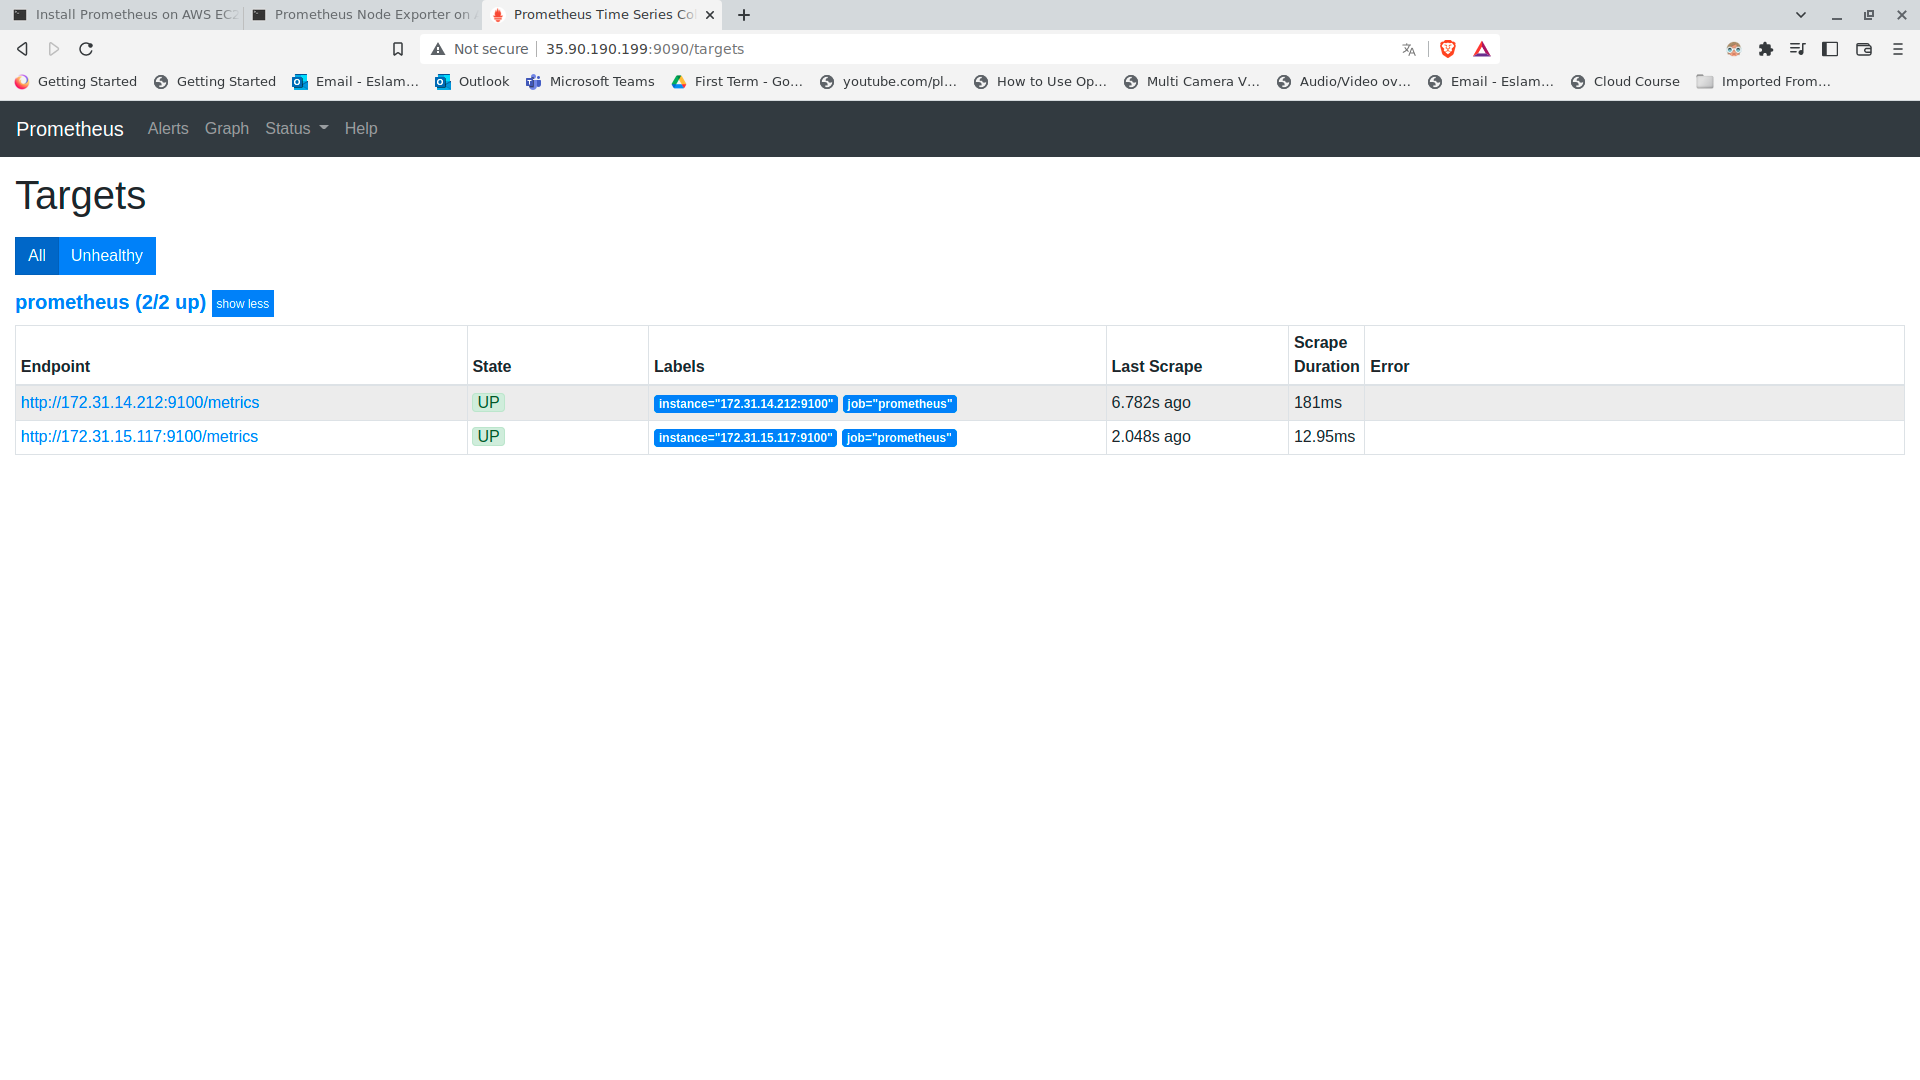 Install Prometheus on AWS EC2
Prometheus Node Exporter on
Prometheus Time Series Co
Not secure 35.90.190.199:9090/targets
Getting Started Getting Started Email - Eslam... Outlook Microsoft Teams First Term - Go... youtube.com/pl... How to Use Op... Multi Camera V... Audio/Video ov... Email - Eslam... Cloud Course Imported From...
Prometheus Alerts Graph Status Help
Targets
All Unhealthy
prometheus (2/2 up) show less
Endpoint State Labels Last Scrape Scrape Duration Error
http://172.31.14.212:9100/metrics UP instance="172.31.14.212:9100" job="prometheus" 6.782s ago 181ms
http://172.31.15.117:9100/metrics UP instance="172.31.15.117:9100" job="prometheus" 2.048s ago 12.95ms